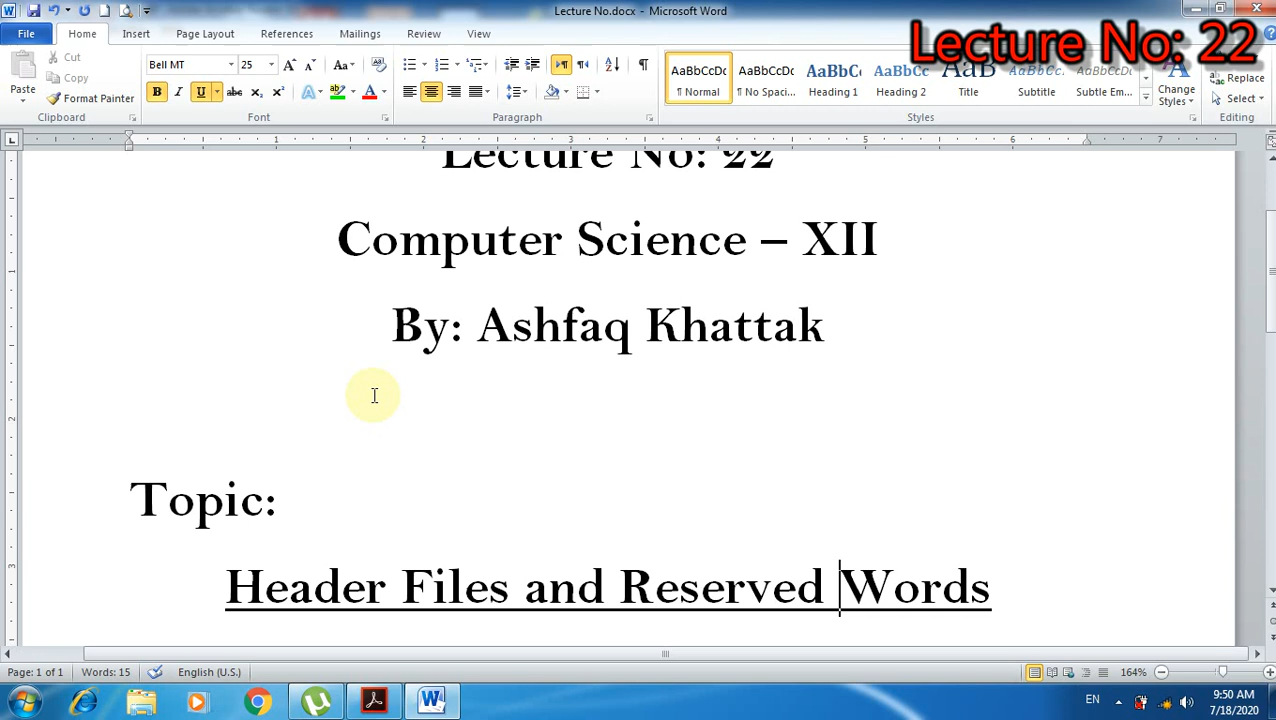 Lecture No.docx - Microsoft Word
File Home Insert Page Layout References Mailings Review View
Lecture No: 22
Paste
Cut
Copy
Format Painter
Clipboard
Bell MT 25
Font
Paragraph
AaBbCcDc AaBbCcDc AaBbC AaBbCc AaB AaBbCcL AaBbCcDc
¶ Normal ¶ No Spaci... Heading 1 Heading 2 Title Subtitle Subtle Em...
Change Styles
Styles
Replace
Select
Editing
Lecture No: 22
Computer Science – XII
By: Ashfaq Khattak
Topic:
Header Files and Reserved Words
Page: 1 of 1 Words: 15 English (U.S.) 164%
EN 9:50 AM
7/18/2020